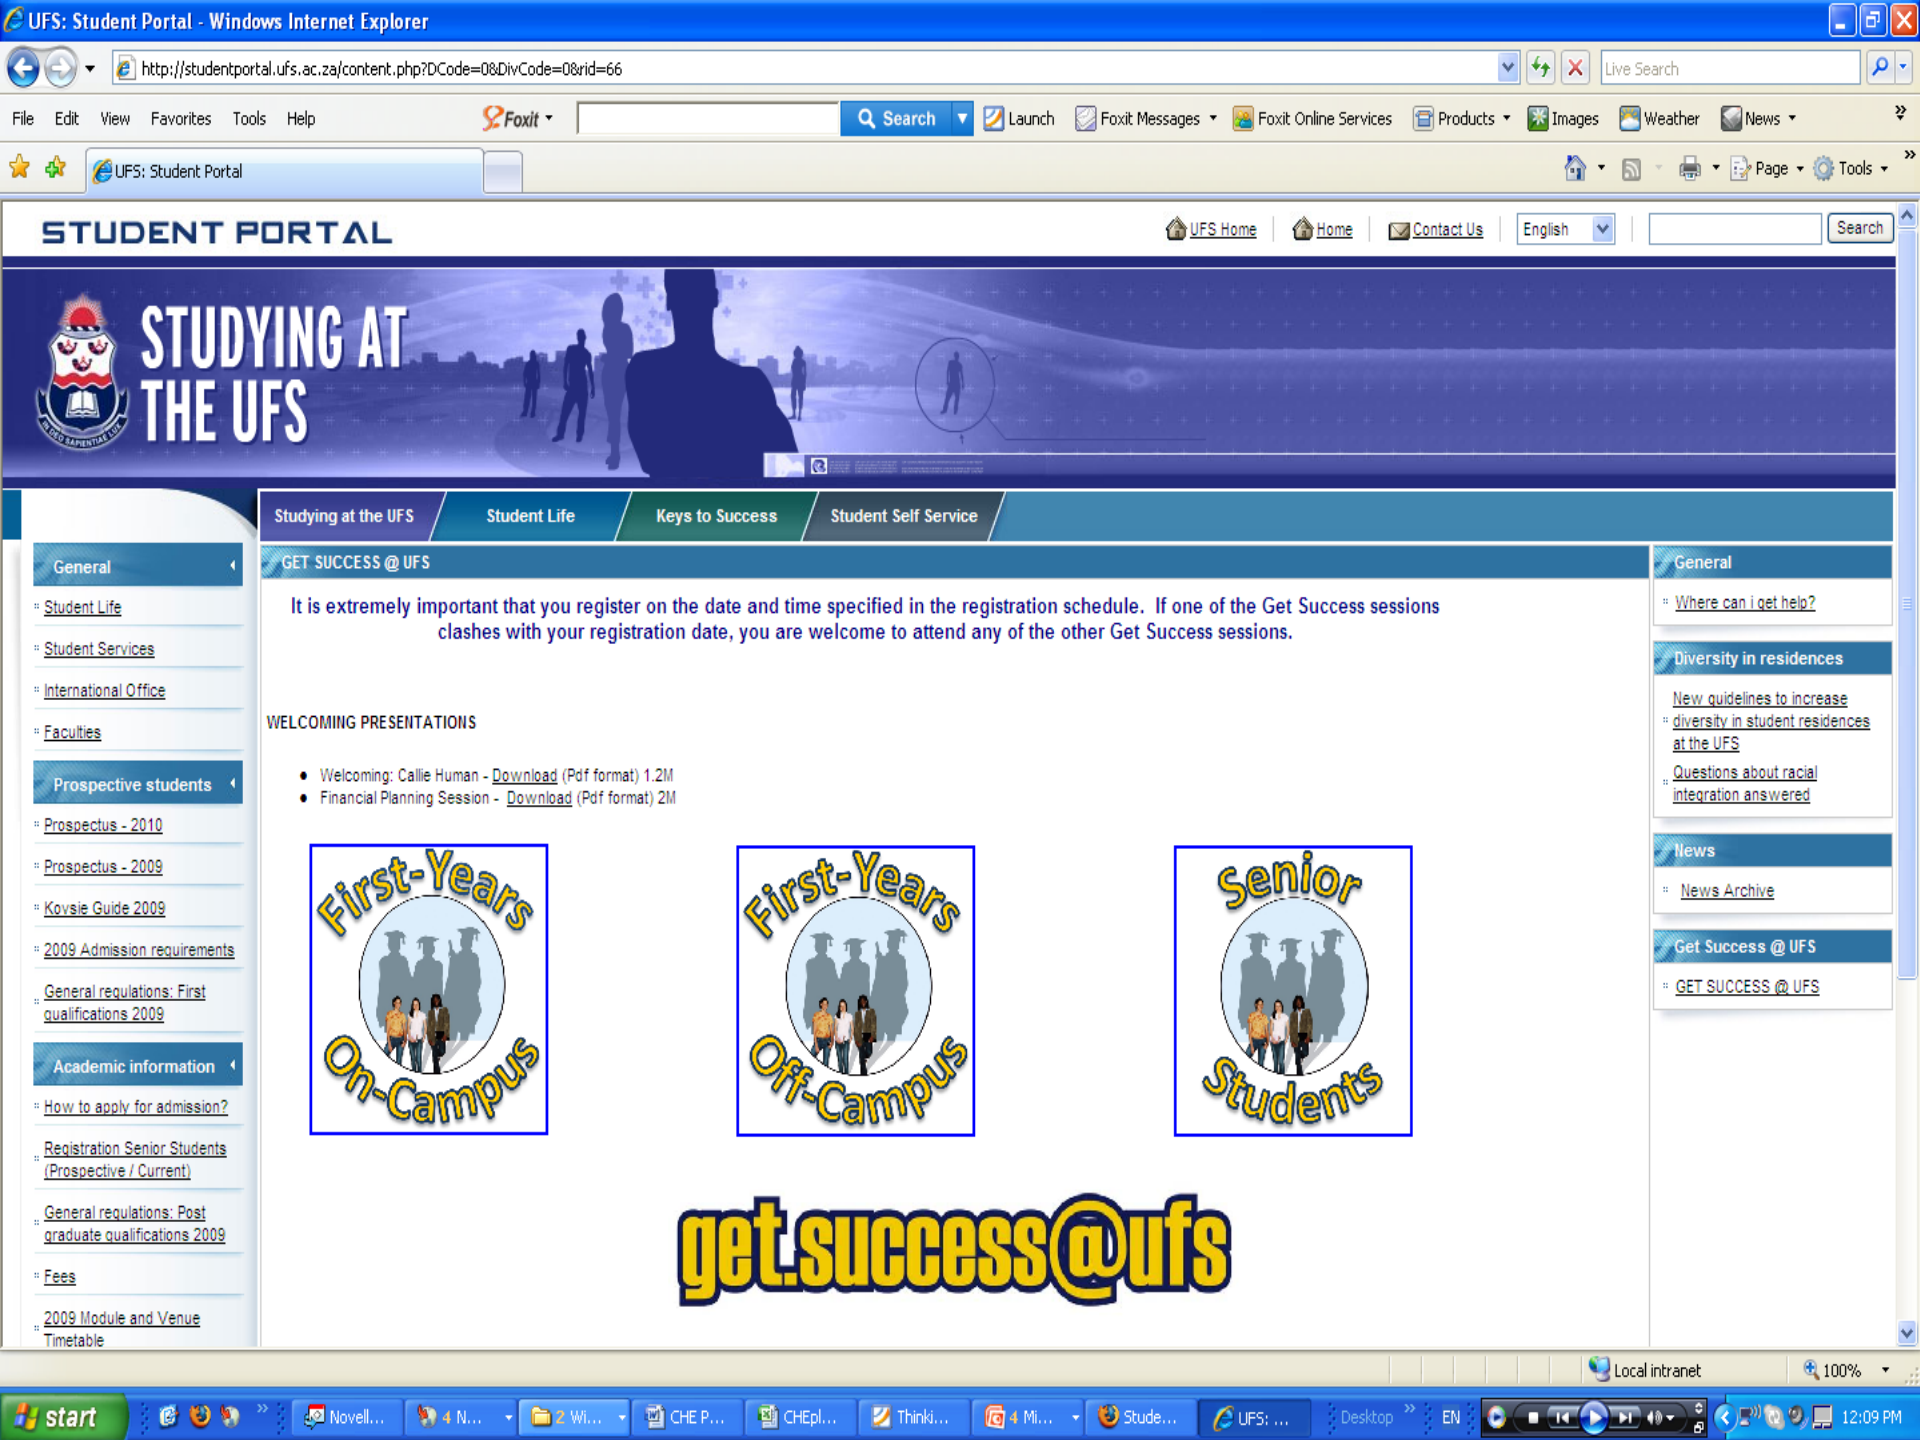 UFS: Student Portal - Windows Internet Explorer
http://studentportal.ufs.ac.za/content.php?DCode=0&DivCode=0&rid=66
Live Search
File Edit View Favorites Tools Help
Foxit
Search
Launch
Foxit Messages
Foxit Online Services
Products
Images
Weather
News
UFS: Student Portal
Page
Tools
STUDENT PORTAL
UFS Home
Home
Contact Us
English
Search
STUDYING AT
THE UFS
Studying at the UFS
Student Life
Keys to Success
Student Self Service
General
Student Life
Student Services
International Office
Faculties
Prospective students
Prospectus - 2010
Prospectus - 2009
Kovsie Guide 2009
2009 Admission requirements
General regulations: First
qualifications 2009
Academic information
How to apply for admission?
Registration Senior Students
(Prospective / Current)
General regulations: Post
graduate qualifications 2009
Fees
2009 Module and Venue
Timetable
GET SUCCESS @ UFS
It is extremely important that you register on the date and time specified in the registration schedule. If one of the Get Success sessions
clashes with your registration date, you are welcome to attend any of the other Get Success sessions.
WELCOMING PRESENTATIONS
• Welcoming: Callie Human - Download (Pdf format) 1.2M
• Financial Planning Session - Download (Pdf format) 2M
First-Years
On-Campus
First-Years
Off-Campus
Senior
Students
get.success@ufs
General
Where can i get help?
Diversity in residences
New guidelines to increase
diversity in student residences
at the UFS
Questions about racial
integration answered
News
News Archive
Get Success @ UFS
GET SUCCESS @ UFS
Local intranet
100%
start
Novell...
4 N...
2 Wi...
CHE P...
CHEpl...
Thinki...
4 Mi...
Stude...
UFS: ...
Desktop
EN
12:09 PM